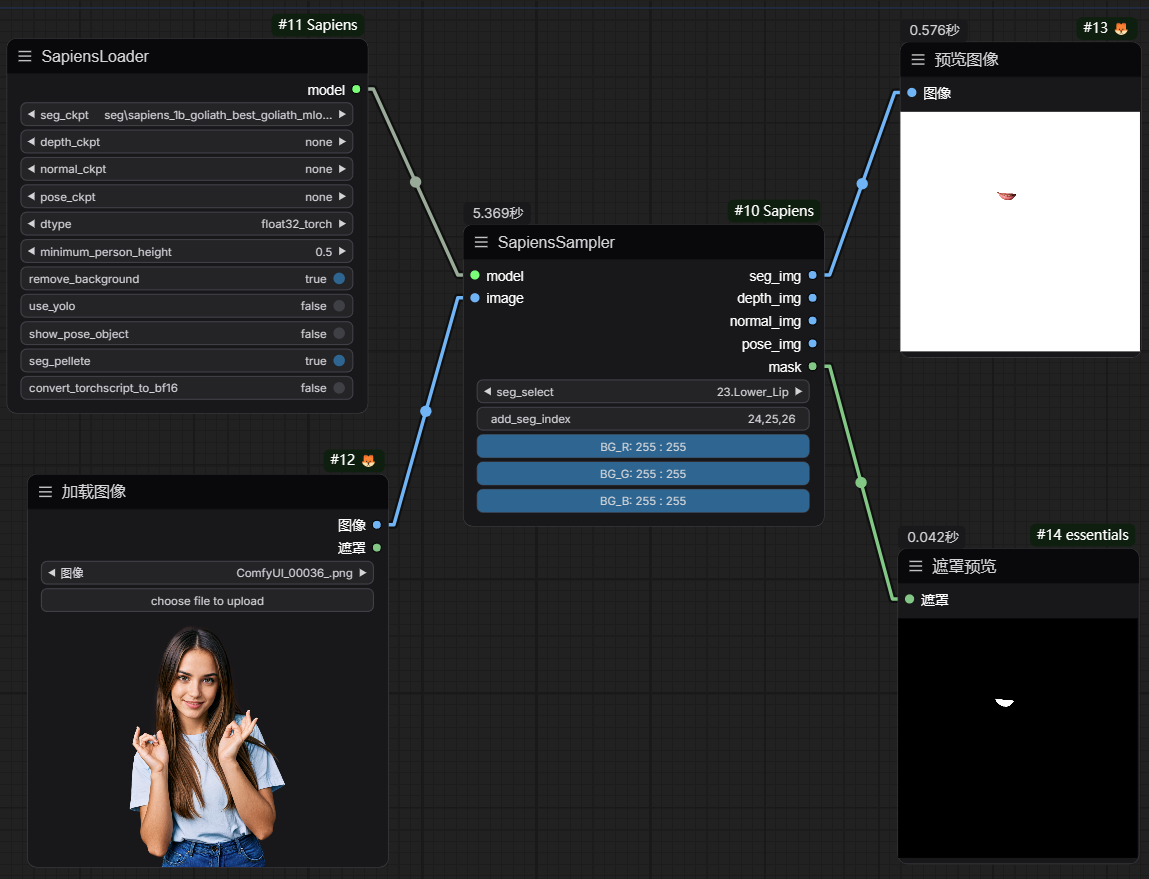 #11 Sapiens
SapiensLoader
model
seg_ckpt seg\sapiens_1b_goliath_best_goliath_mIo...
depth_ckpt none
normal_ckpt none
pose_ckpt none
dtype float32_torch
minimum_person_height 0.5
remove_background true
use_yolo false
show_pose_object false
seg_pellete true
convert_torchscript_to_bf16 false
#12
加载图像
图像
遮罩
图像 ComfyUI_00036_.png
choose file to upload
5.369秒
#10 Sapiens
SapiensSampler
model seg_img
image depth_img
normal_img
pose_img
mask
seg_select 23.Lower_Lip
add_seg_index 24,25,26
BG_R: 255 : 255
BG_G: 255 : 255
BG_B: 255 : 255
0.576秒
#13
预览图像
图像
0.042秒
#14 essentials
遮罩预览
遮罩